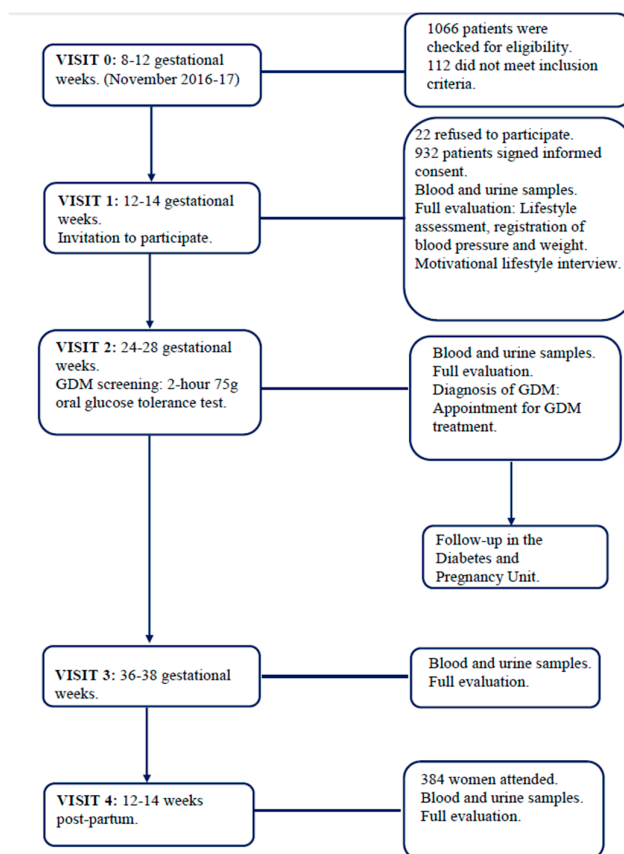 VISIT 0: 8-12 gestational
weeks. (November 2016-17)
1066 patients were
checked for eligibility.
112 did not meet inclusion
criteria.
VISIT 1: 12-14 gestational
weeks.
Invitation to participate.
22 refused to participate.
932 patients signed informed
consent.
Blood and urine samples.
Full evaluation: Lifestyle
assessment, registration of
blood pressure and weight.
Motivational lifestyle interview.
VISIT 2: 24-28 gestational
weeks.
GDM screening: 2-hour 75g
oral glucose tolerance test.
Blood and urine samples.
Full evaluation.
Diagnosis of GDM:
Appointment for GDM
treatment.
Follow-up in the
Diabetes and
Pregnancy Unit.
VISIT 3: 36-38 gestational
weeks.
Blood and urine samples.
Full evaluation.
VISIT 4: 12-14 weeks
post-partum.
384 women attended.
Blood and urine samples.
Full evaluation.